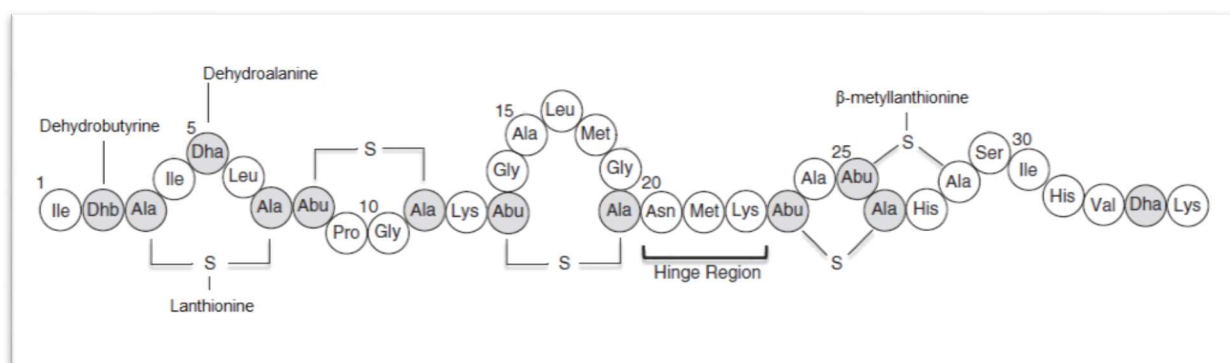 Dehydroalanine
Dehydrobutyrine
β-metyllanthionine
1
5
10
15
20
25
30
Ile Dhb Ala Ile Dha Leu Ala Abu Pro Gly Ala Lys Abu Gly Ala Leu Met Gly Ala Asn Met Lys Abu Ala Abu Ala His Ala Ser Ile His Val Dha Lys
S
S
S
S
S
Lanthionine
Hinge Region